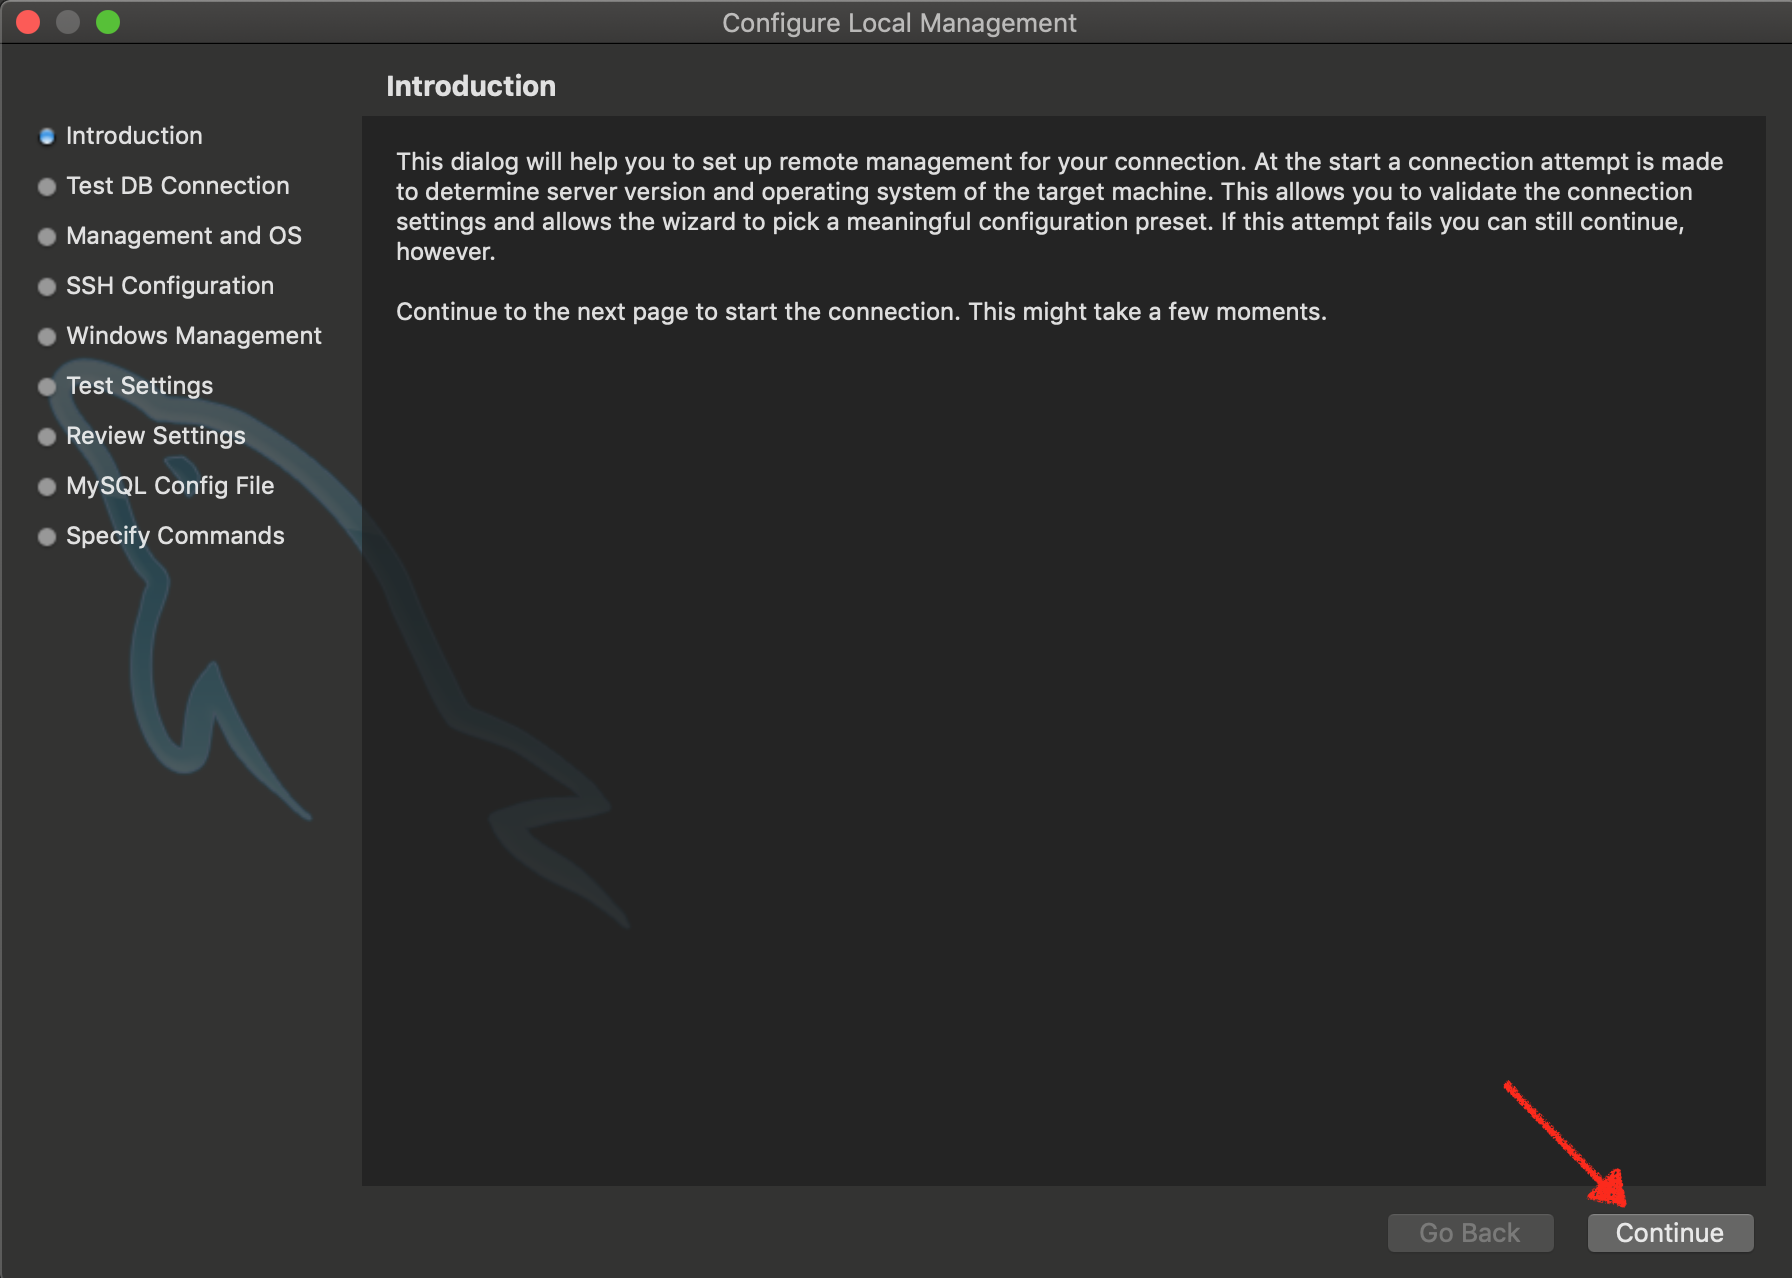 Configure Local Management
Introduction
Introduction
Test DB Connection
Management and OS
SSH Configuration
Windows Management
Test Settings
Review Settings
MySQL Config File
Specify Commands
This dialog will help you to set up remote management for your connection. At the start a connection attempt is made
to determine server version and operating system of the target machine. This allows you to validate the connection
settings and allows the wizard to pick a meaningful configuration preset. If this attempt fails you can still continue,
however.
Continue to the next page to start the connection. This might take a few moments.
Go Back
Continue